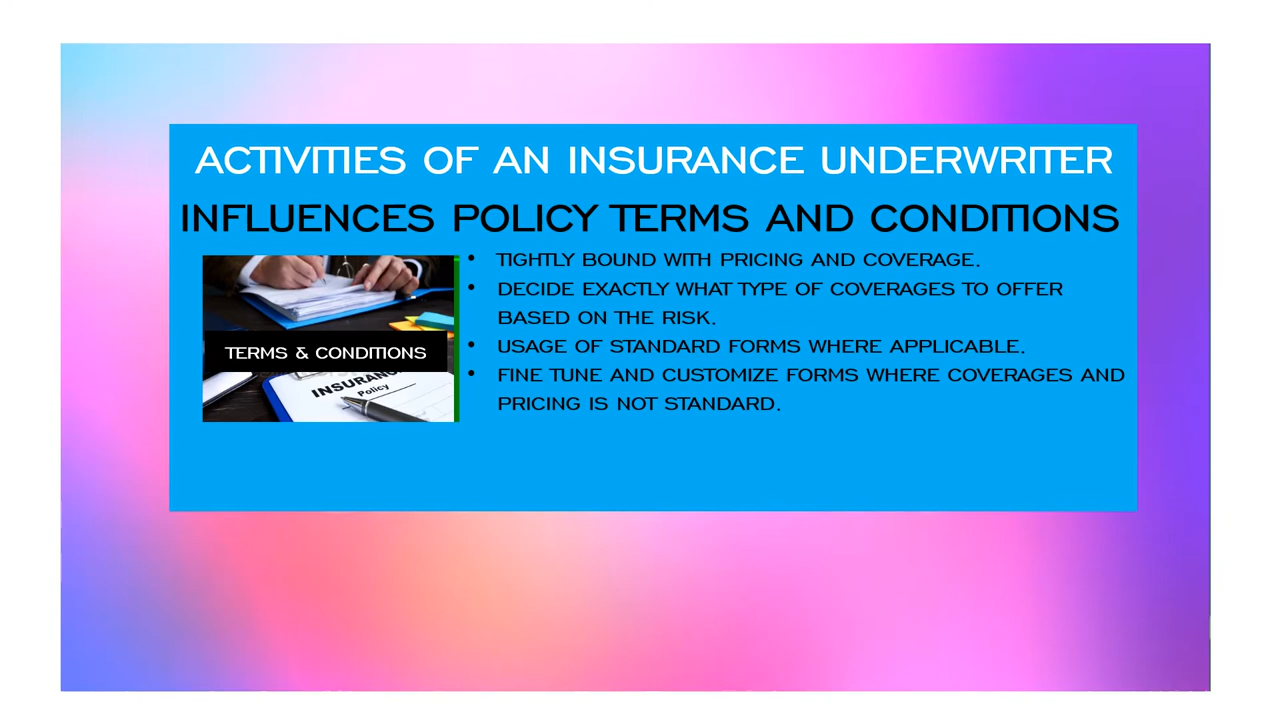 ACTIVITIES OF AN INSURANCE UNDERWRITER
INFLUENCES POLICY TERMS AND CONDITIONS
• TIGHTLY BOUND WITH PRICING AND COVERAGE.
• DECIDE EXACTLY WHAT TYPE OF COVERAGES TO OFFER
BASED ON THE RISK.
• USAGE OF STANDARD FORMS WHERE APPLICABLE.
• FINE TUNE AND CUSTOMIZE FORMS WHERE COVERAGES AND
PRICING IS NOT STANDARD.
TERMS & CONDITIONS
INSURANC
Policy